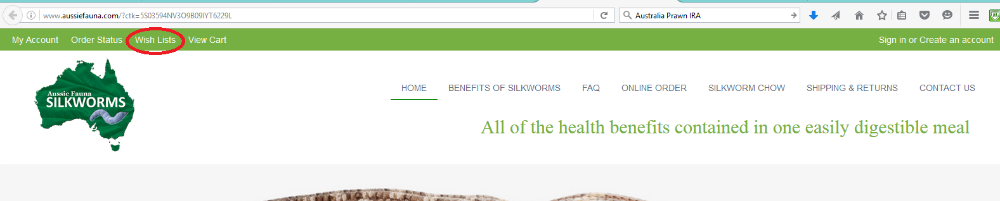 www.aussiefauna.com/?ctk=5S03594NV3O9B09IYT6229L
Australia Prawn IRA
My Account Order Status Wish Lists View Cart
Sign in or Create an account
Aussie Fauna
SILKWORMS
HOME BENEFITS OF SILKWORMS FAQ ONLINE ORDER SILKWORM CHOW SHIPPING & RETURNS CONTACT US
All of the health benefits contained in one easily digestible meal